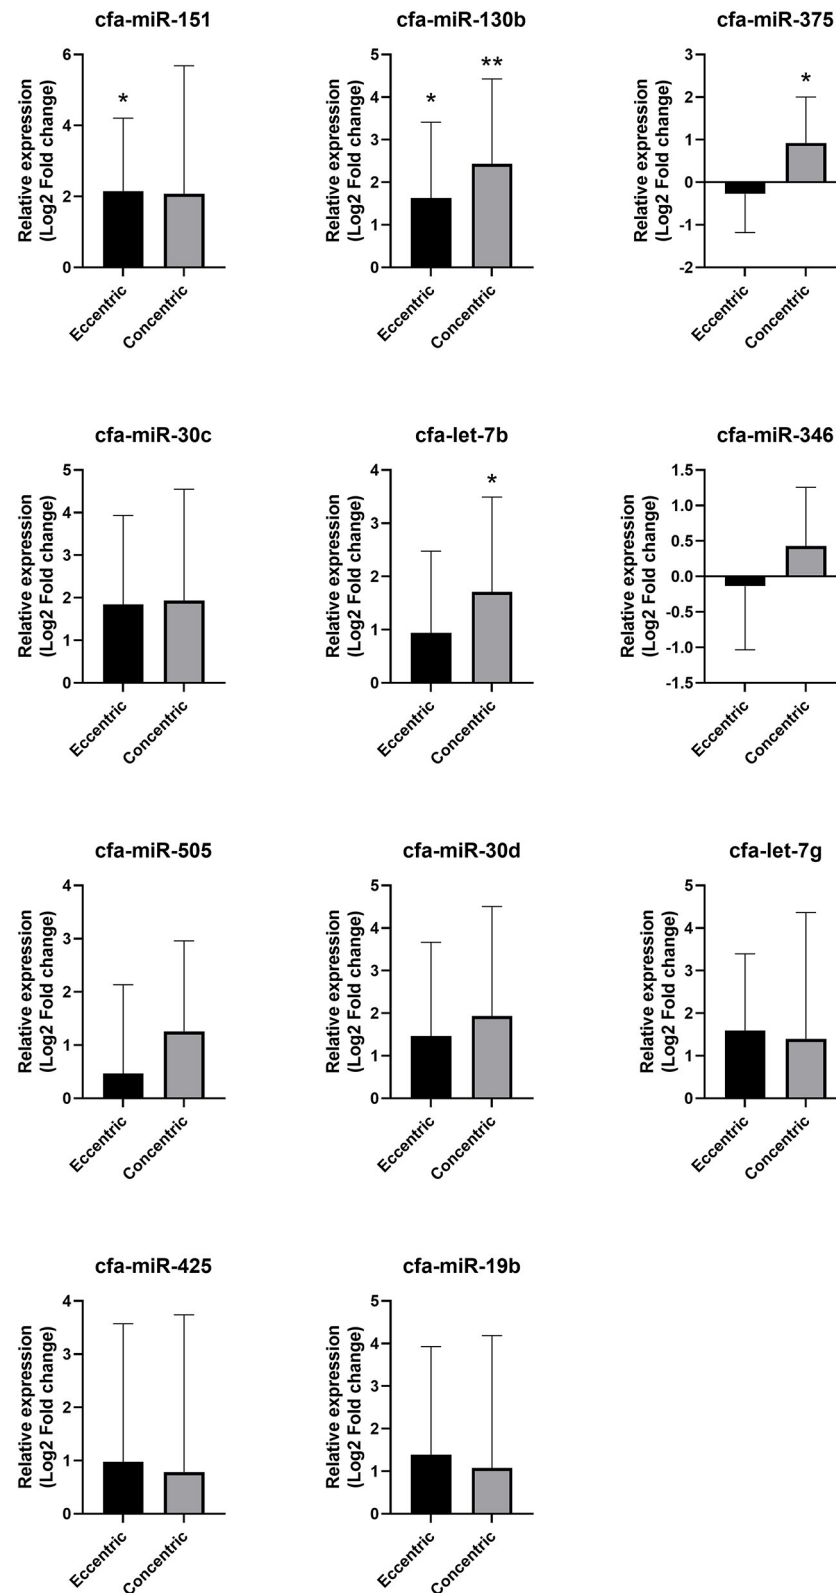 cfa-miR-151
Relative expression
(Log2 Fold change)
6
4
2
0
*
Eccentric
Concentric
cfa-miR-130b
Relative expression
(Log2 Fold change)
5
4
3
2
1
0
*
**
Eccentric
Concentric
cfa-miR-375
Relative expression
(Log2 Fold change)
3
2
1
0
-1
-2
*
Eccentric
Concentric
cfa-miR-30c
Relative expression
(Log2 Fold change)
5
4
3
2
1
0
Eccentric
Concentric
cfa-let-7b
Relative expression
(Log2 Fold change)
4
3
2
1
0
*
Eccentric
Concentric
cfa-miR-346
Relative expression
(Log2 Fold change)
1.5
1.0
0.5
0.0
-0.5
-1.0
-1.5
Eccentric
Concentric
cfa-miR-505
Relative expression
(Log2 Fold change)
4
3
2
1
0
Eccentric
Concentric
cfa-miR-30d
Relative expression
(Log2 Fold change)
5
4
3
2
1
0
Eccentric
Concentric
cfa-let-7g
Relative expression
(Log2 Fold change)
5
4
3
2
1
0
Eccentric
Concentric
cfa-miR-425
Relative expression
(Log2 Fold change)
4
3
2
1
0
Eccentric
Concentric
cfa-miR-19b
Relative expression
(Log2 Fold change)
5
4
3
2
1
0
Eccentric
Concentric